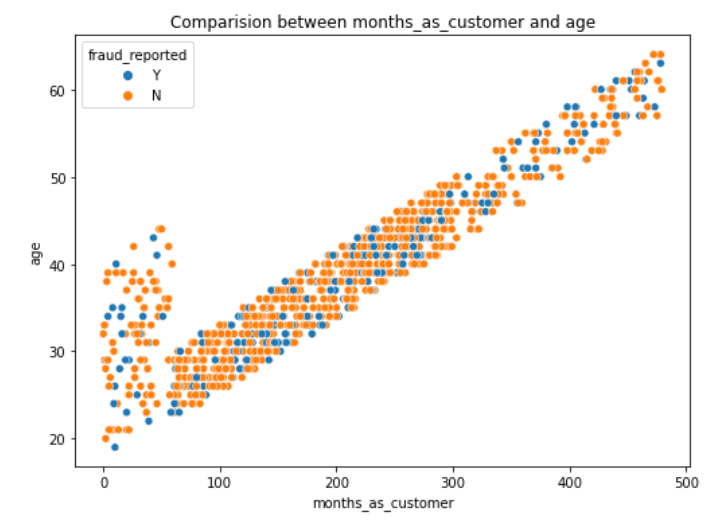 Comparision between months_as_customer and age
fraud_reported
Y
N
60
50
40
30
20
age
0 100 200 300 400 500
months_as_customer